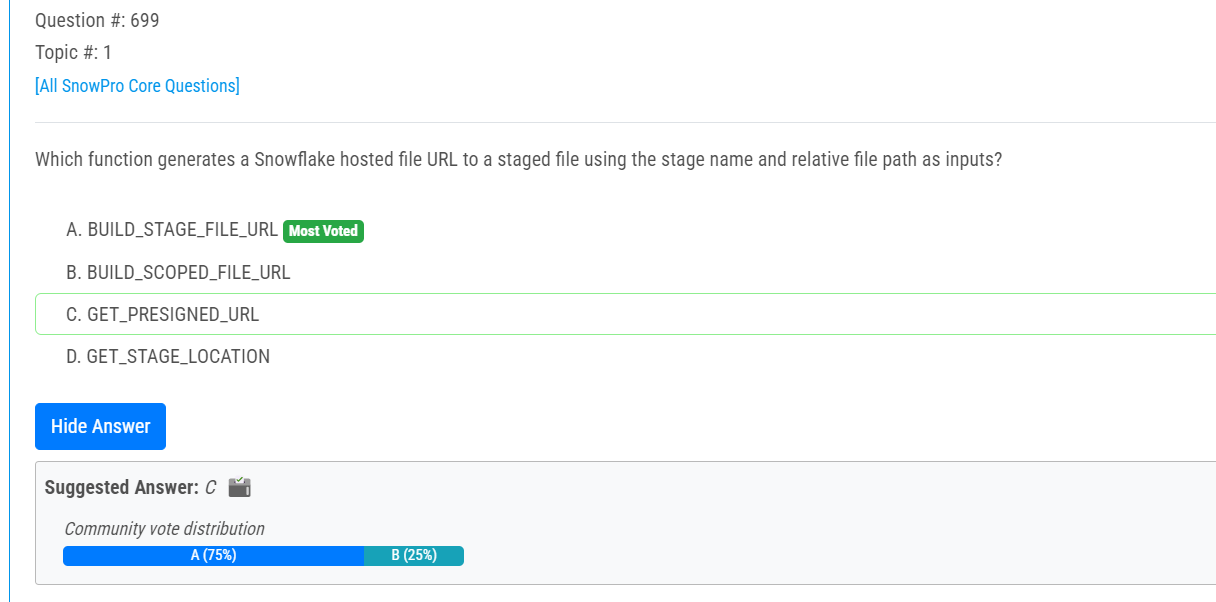 Question #: 699
Topic #: 1
[All SnowPro Core Questions]
Which function generates a Snowflake hosted file URL to a staged file using the stage name and relative file path as inputs?
A. BUILD_STAGE_FILE_URL Most Voted
B. BUILD_SCOPED_FILE_URL
C. GET_PRESIGNED_URL
D. GET_STAGE_LOCATION
Hide Answer
Suggested Answer: C
Community vote distribution
A (75%) B (25%)